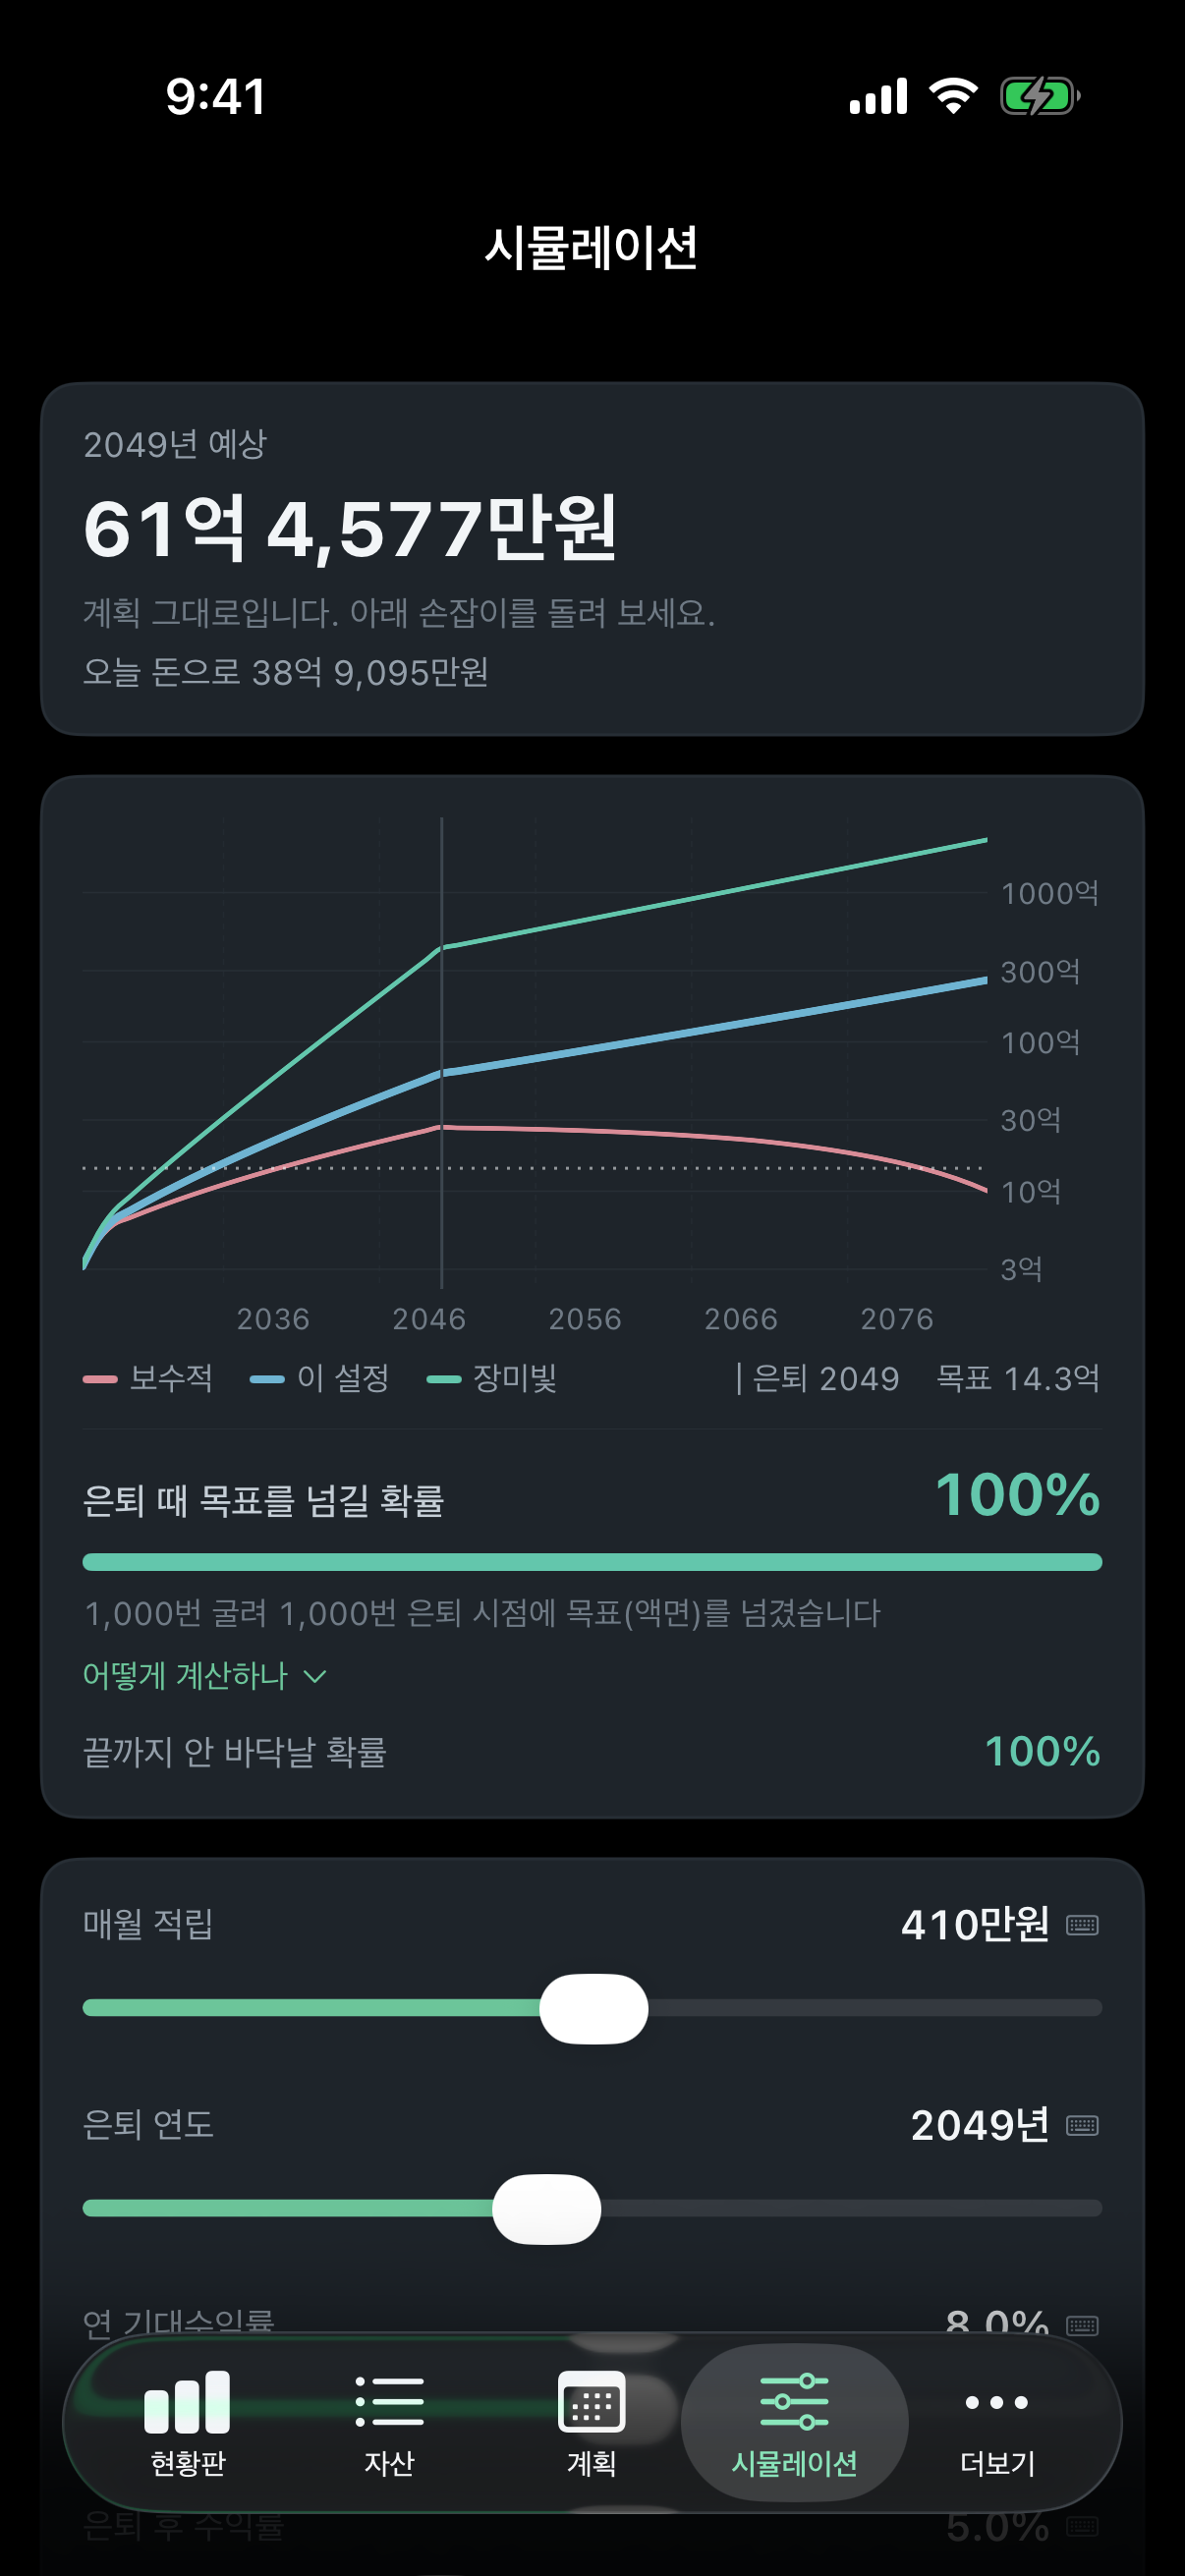 9:41
시뮬레이션
2049년 예상
61억 4,577만원
계획 그대로입니다. 아래 손잡이를 돌려 보세요.
오늘 돈으로 38억 9,095만원
1000억
300억
100억
30억
10억
3억
2036 2046 2056 2066 2076
보수적 이 설정 장미빛 | 은퇴 2049 목표 14.3억
은퇴 때 목표를 넘길 확률 100%
1,000번 굴려 1,000번 은퇴 시점에 목표(액면)를 넘겼습니다
어떻게 계산하나
끝까지 안 바닥날 확률 100%
매월 적립 410만원
은퇴 연도 2049년
연 기대수익률 8.0%
현황판 자산 계획 시뮬레이션 더보기
은퇴 후 수익률 5.0%